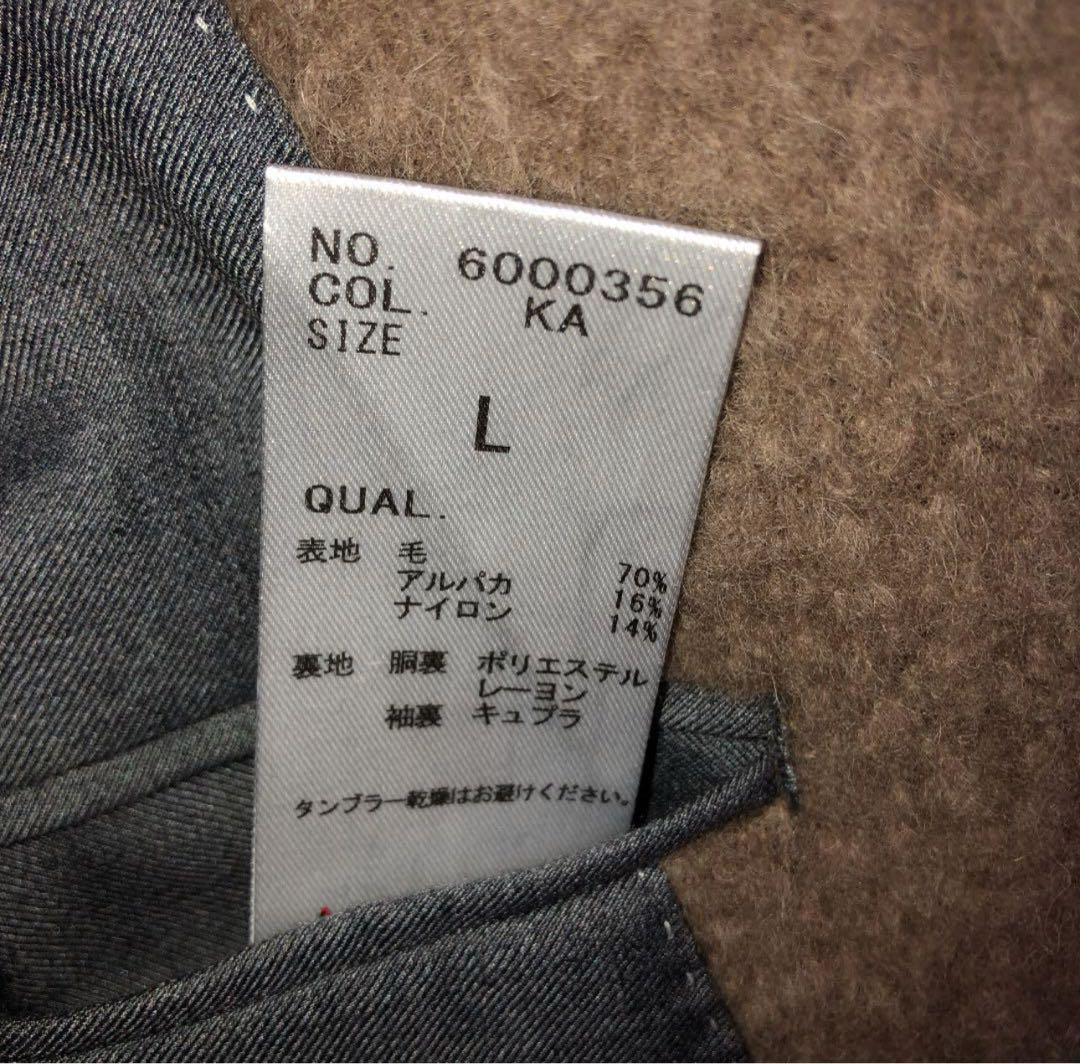 NO. 6000356
COL. KA
SIZE
L
QUAL.
表地 毛 70%
アルパカ 16%
ナイロン 14%
裏地 胴裏 ポリエステル
レーヨン
袖裏 キュプラ
タンブラー乾燥はお避けください。